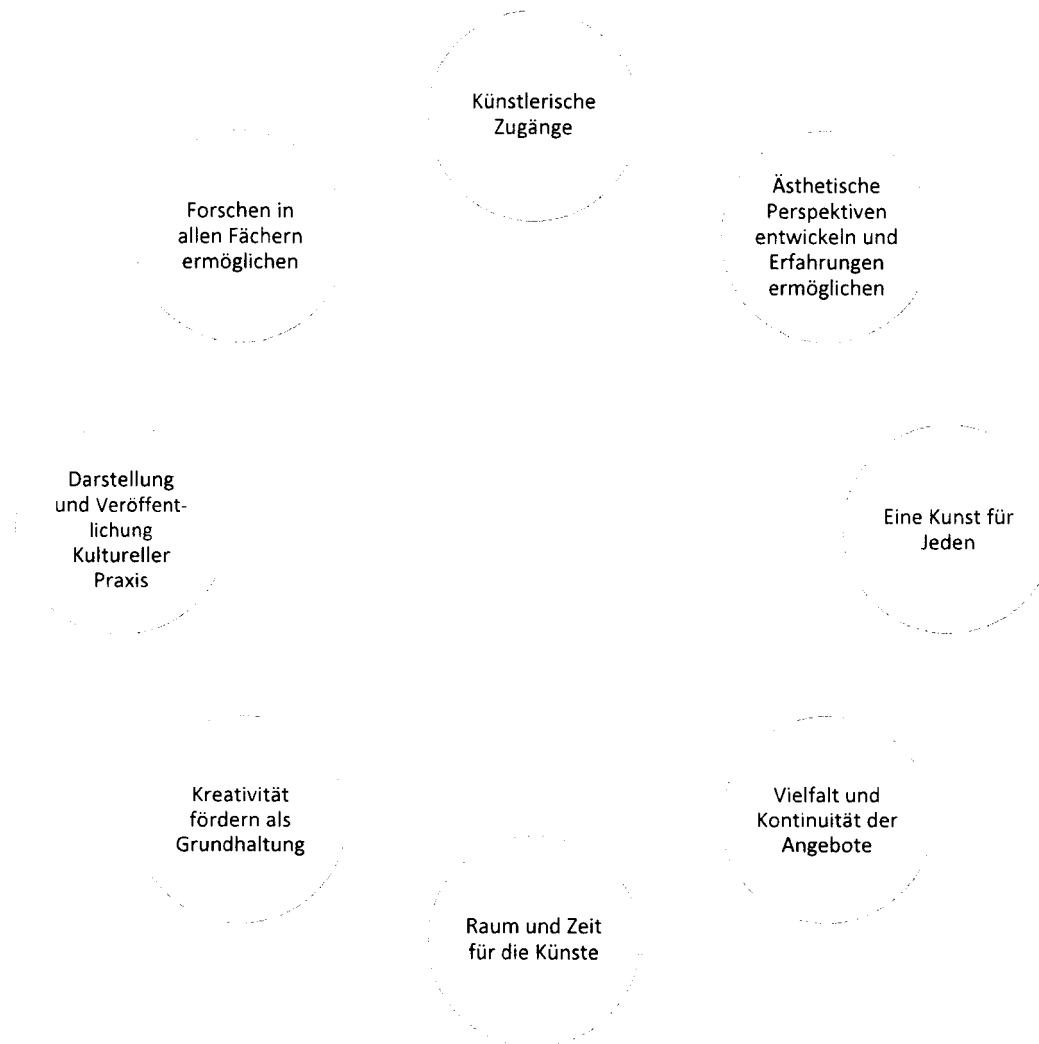 Künstlerische
Zugänge
Ästhetische
Perspektiven
entwickeln und
Erfahrungen
ermöglichen
Eine Kunst für
Jeden
Vielfalt und
Kontinuität der
Angebote
Raum und Zeit
für die Künste
Kreativität
fördern als
Grundhaltung
Darstellung
und Veröffent-
lichung
Kultureller
Praxis
Forschen in
allen Fächern
ermöglichen